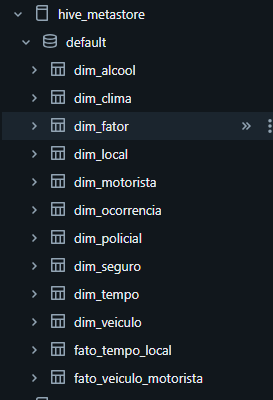 hive_metastore
default
dim_alcool
dim_clima
dim_fator
dim_local
dim_motorista
dim_ocorrencia
dim_policial
dim_seguro
dim_tempo
dim_veiculo
fato_tempo_local
fato_veiculo_motorista